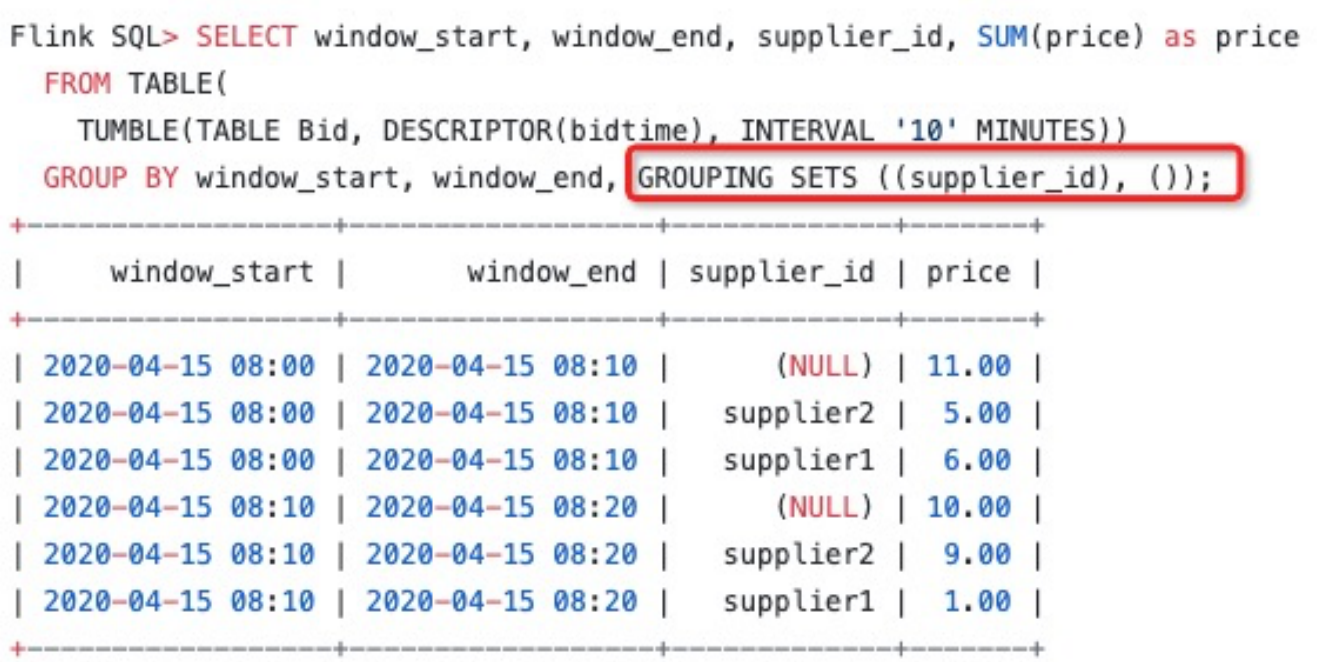 Flink SQL> SELECT window_start, window_end, supplier_id, SUM(price) as price
  FROM TABLE(
    TUMBLE(TABLE Bid, DESCRIPTOR(bidtime), INTERVAL '10' MINUTES))
  GROUP BY window_start, window_end, GROUPING SETS ((supplier_id), ());
+------------------+------------------+-------------+-------+
|     window_start |       window_end | supplier_id | price |
+------------------+------------------+-------------+-------+
| 2020-04-15 08:00 | 2020-04-15 08:10 |      (NULL) | 11.00 |
| 2020-04-15 08:00 | 2020-04-15 08:10 |   supplier2 |  5.00 |
| 2020-04-15 08:00 | 2020-04-15 08:10 |   supplier1 |  6.00 |
| 2020-04-15 08:10 | 2020-04-15 08:20 |      (NULL) | 10.00 |
| 2020-04-15 08:10 | 2020-04-15 08:20 |   supplier2 |  9.00 |
| 2020-04-15 08:10 | 2020-04-15 08:20 |   supplier1 |  1.00 |
+------------------+------------------+-------------+-------+